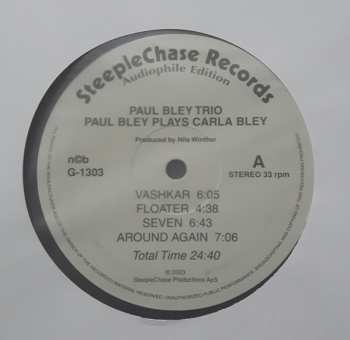 SteepleChase Records
Audiophile Edition
PAUL BLEY TRIO
PAUL BLEY PLAYS CARLA BLEY
Produced by Nils Winther
n©b
G-1303
A
STEREO 33 rpm
VASHKAR 6:05
FLOATER 4:38
SEVEN 6:43
AROUND AGAIN 7:06
Total Time 24:40
SteepleChase Productions ApS